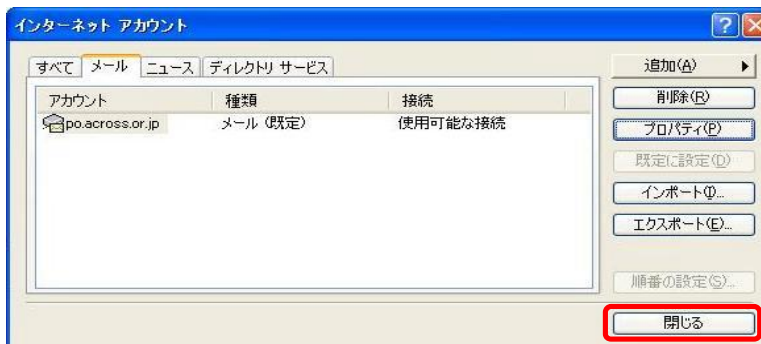 インターネット アカウント
すべて メール ニュース ディレクトリ サービス
アカウント 種類 接続
po.across.or.jp メール (既定) 使用可能な接続
追加(A)
削除(R)
プロパティ(P)
既定に設定(D)
インポート(I)...
エクスポート(E)...
順番の設定(S)...
閉じる